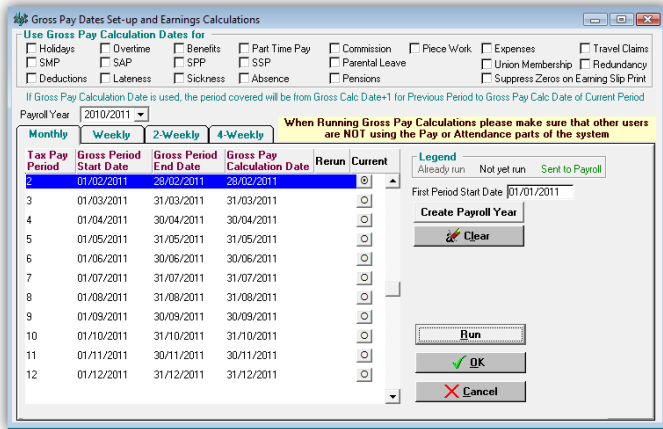 Gross Pay Dates Set-up and Earnings Calculations
Use Gross Pay Calculation Dates for
Holidays Overtime Benefits Part Time Pay Commission Piece Work Expenses Travel Claims
SMP SAP SPP SSP Parental Leave Union Membership Redundancy
Deductions Lateness Sickness Absence Pensions Suppress Zeros on Earning Slip Print
If Gross Pay Calculation Date is used, the period covered will be from Gross Calc Date+1 for Previous Period to Gross Pay Calc Date of Current Period
Payroll Year 2010/2011
When Running Gross Pay Calculations please make sure that other users
are NOT using the Pay or Attendance parts of the system
Monthly Weekly 2-Weekly 4-Weekly
Tax Pay Gross Period Gross Period Gross Pay
Period Start Date End Date Calculation Date Rerun Current
2 01/02/2011 28/02/2011 28/02/2011
3 01/03/2011 31/03/2011 31/03/2011
4 01/04/2011 30/04/2011 30/04/2011
5 01/05/2011 31/05/2011 31/05/2011
6 01/06/2011 30/06/2011 30/06/2011
7 01/07/2011 31/07/2011 31/07/2011
8 01/08/2011 31/08/2011 31/08/2011
9 01/09/2011 30/09/2011 30/09/2011
10 01/10/2011 31/10/2011 31/10/2011
11 01/11/2011 30/11/2011 30/11/2011
12 01/12/2011 31/12/2011 31/12/2011
Legend
Already run Not yet run Sent to Payroll
First Period Start Date 01/01/2011
Create Payroll Year
Clear
Run
OK
Cancel